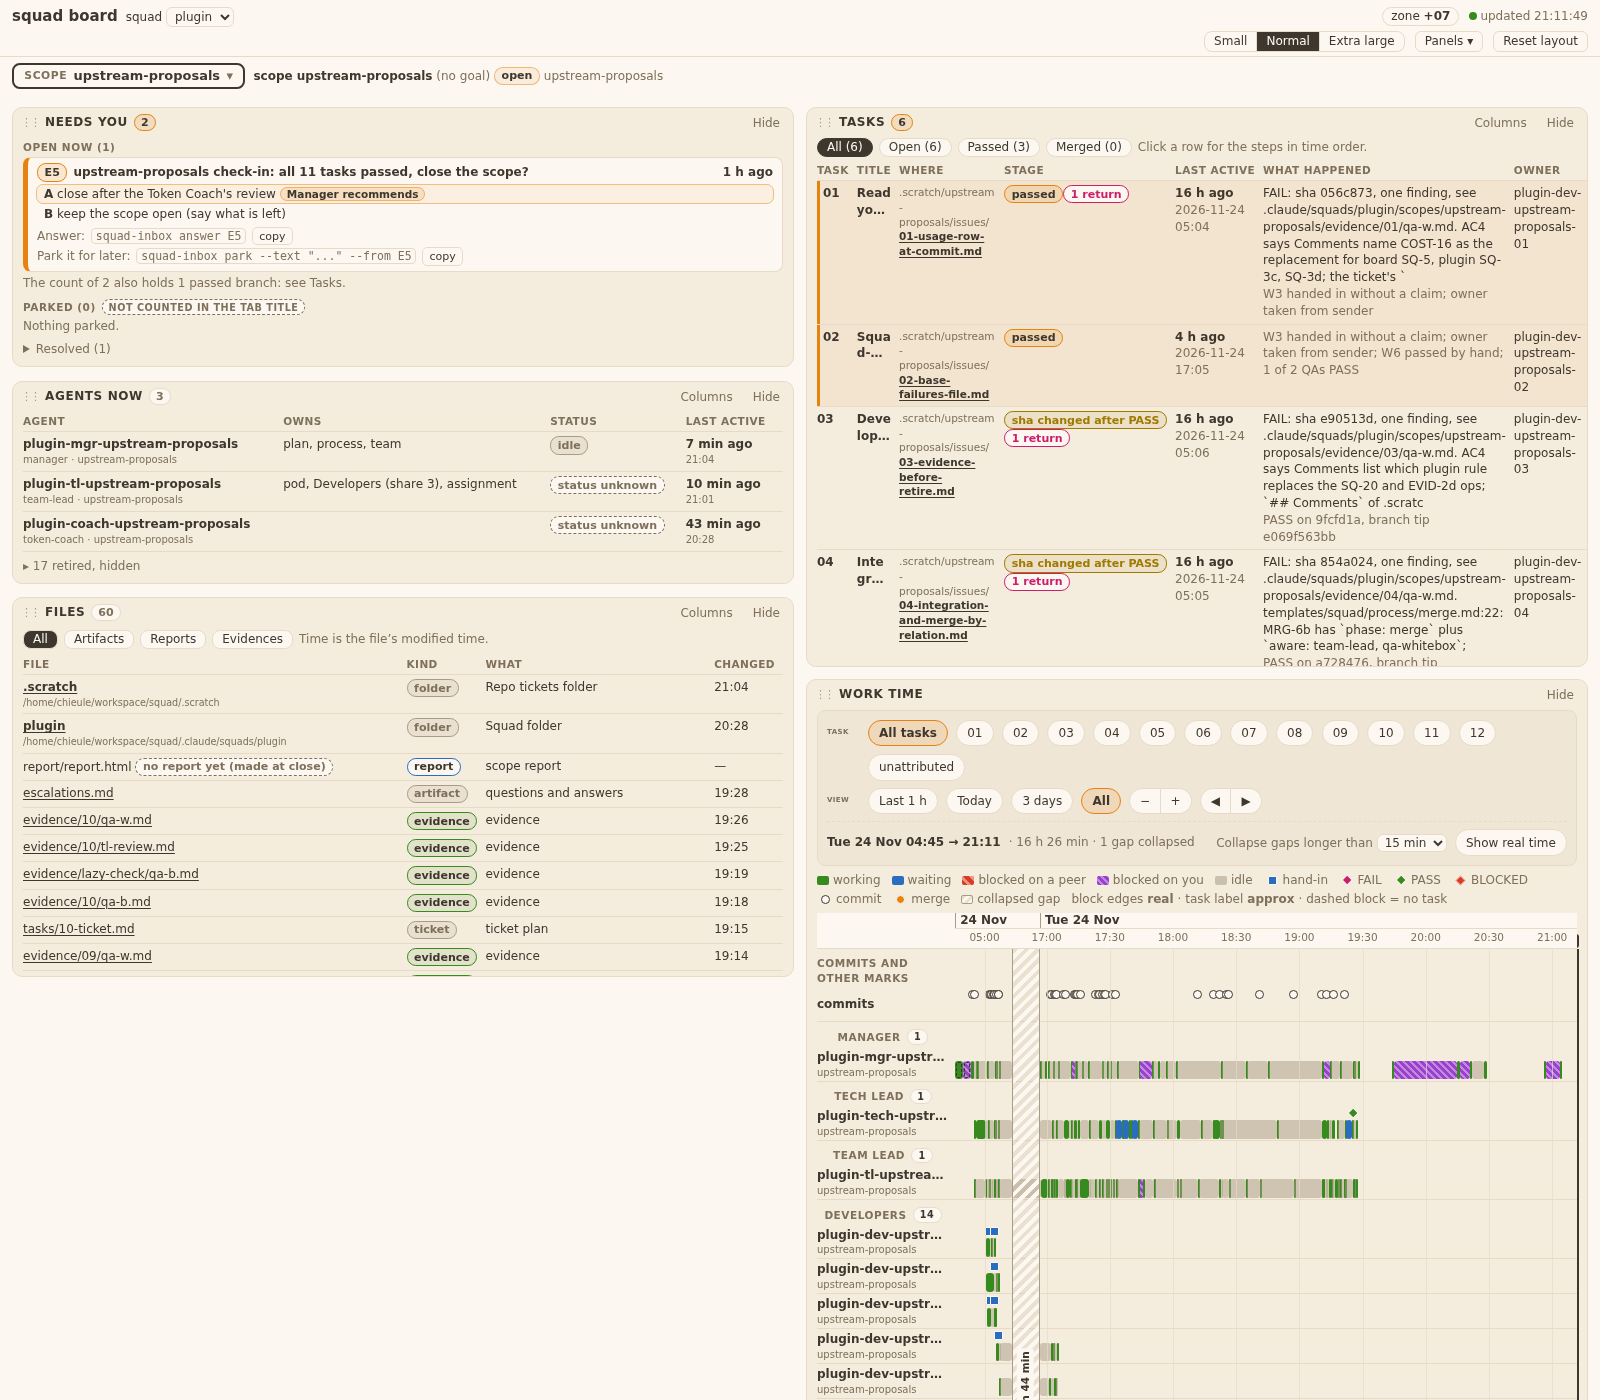 squad board squad plugin
zone +07 updated 21:11:49
Small Normal Extra large Panels ▾ Reset layout
SCOPE upstream-proposals ▾ scope upstream-proposals (no goal) open upstream-proposals
NEEDS YOU 2 Hide
OPEN NOW (1)
E5 upstream-proposals check-in: all 11 tasks passed, close the scope? 1 h ago
A close after the Token Coach's review Manager recommends
B keep the scope open (say what is left)
Answer: squad-inbox answer E5 copy
Park it for later: squad-inbox park --text "..." --from E5 copy
The count of 2 also holds 1 passed branch: see Tasks.
PARKED (0) NOT COUNTED IN THE TAB TITLE
Nothing parked.
▶ Resolved (1)
AGENTS NOW 3 Columns Hide
AGENT OWNS STATUS LAST ACTIVE
plugin-mgr-upstream-proposals plan, process, team idle 7 min ago
manager · upstream-proposals 21:04
plugin-tl-upstream-proposals pod, Developers (share 3), assignment status unknown 10 min ago
team-lead · upstream-proposals 21:01
plugin-coach-upstream-proposals status unknown 43 min ago
token-coach · upstream-proposals 20:28
▸ 17 retired, hidden
FILES 60 Columns Hide
All Artifacts Reports Evidences Time is the file’s modified time.
FILE KIND WHAT CHANGED
.scratch folder Repo tickets folder 21:04
/home/chieule/workspace/squad/.scratch
plugin folder Squad folder 20:28
/home/chieule/workspace/squad/.claude/squads/plugin
report/report.html no report yet (made at close) report scope report —
escalations.md artifact questions and answers 19:28
evidence/10/qa-w.md evidence evidence 19:26
evidence/10/tl-review.md evidence evidence 19:25
evidence/lazy-check/qa-b.md evidence evidence 19:19
evidence/10/qa-b.md evidence evidence 19:18
tasks/10-ticket.md ticket ticket plan 19:15
evidence/09/qa-w.md evidence evidence 19:14
TASKS 6 Columns Hide
All (6) Open (6) Passed (3) Merged (0) Click a row for the steps in time order.
TASK TITLE WHERE STAGE LAST ACTIVE WHAT HAPPENED OWNER
01 Read .scratch/upstream passed 1 return 16 h ago FAIL: sha 056c873, one finding, see plugin-dev-
yo… - 2026-11-24 .claude/squads/plugin/scopes/upstream- upstream-
proposals/issues/ 05:04 proposals/evidence/01/qa-w.md. AC4 proposals-
01-usage-row- says Comments name COST-16 as the 01
at-commit.md replacement for board SQ-5, plugin SQ-
3c, SQ-3d; the ticket's `
W3 handed in without a claim; owner
taken from sender
02 Squa .scratch/upstream passed 4 h ago W3 handed in without a claim; owner plugin-dev-
d-… - 2026-11-24 taken from sender; W6 passed by hand; upstream-
proposals/issues/ 17:05 1 of 2 QAs PASS proposals-
02-base- 02
failures-file.md
03 Deve .scratch/upstream sha changed after PASS 16 h ago FAIL: sha e90513d, one finding, see plugin-dev-
lop… - 1 return 2026-11-24 .claude/squads/plugin/scopes/upstream- upstream-
proposals/issues/ 05:06 proposals/evidence/03/qa-w.md. AC4 proposals-
03-evidence- says Comments list which plugin rule 03
before- replaces the SQ-20 and EVID-2d ops;
retire.md `## Comments` of .scratc
PASS on 9fcfd1a, branch tip
e069f563bb
04 Inte .scratch/upstream sha changed after PASS 16 h ago FAIL: sha 854a024, one finding, see plugin-dev-
gr… - 1 return 2026-11-24 .claude/squads/plugin/scopes/upstream- upstream-
proposals/issues/ 05:05 proposals/evidence/04/qa-w.md. proposals-
04-integration- templates/squad/process/merge.md:22: 04
and-merge-by- MRG-6b has `phase: merge` plus
relation.md `aware: team-lead, qa-whitebox`;
PASS on a728476, branch tip
WORK TIME Hide
TASK All tasks 01 02 03 04 05 06 07 08 09 10 11 12
unattributed
VIEW Last 1 h Today 3 days All − + ◀ ▶
Tue 24 Nov 04:45 → 21:11 · 16 h 26 min · 1 gap collapsed Collapse gaps longer than 15 min Show real time
working waiting blocked on a peer blocked on you idle hand-in FAIL PASS BLOCKED
commit merge collapsed gap block edges real · task label approx · dashed block = no task
24 Nov Tue 24 Nov
05:00 17:00 17:30 18:00 18:30 19:00 19:30 20:00 20:30 21:00
COMMITS AND
OTHER MARKS
commits
MANAGER 1
plugin-mgr-upstr…
upstream-proposals
TECH LEAD 1
plugin-tech-upstr…
upstream-proposals
TEAM LEAD 1
plugin-tl-upstrea…
upstream-proposals
DEVELOPERS 14
plugin-dev-upstr…
upstream-proposals
plugin-dev-upstr…
upstream-proposals
plugin-dev-upstr…
upstream-proposals
plugin-dev-upstr…
upstream-proposals
plugin-dev-upstr…
upstream-proposals
44 min